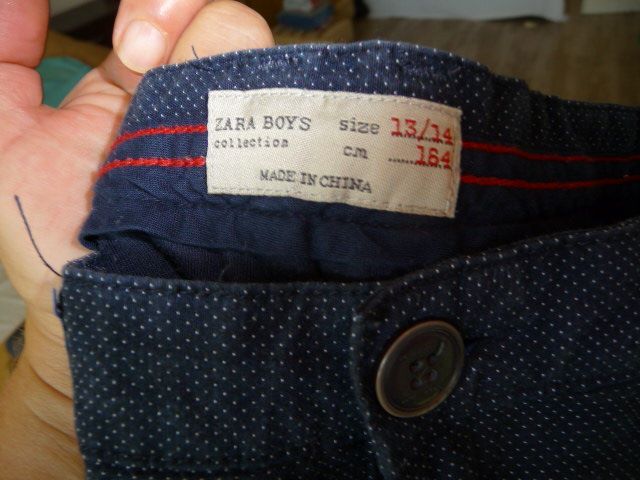 ZARA BOYS size 13/14
collection cm 164
MADE IN CHINA